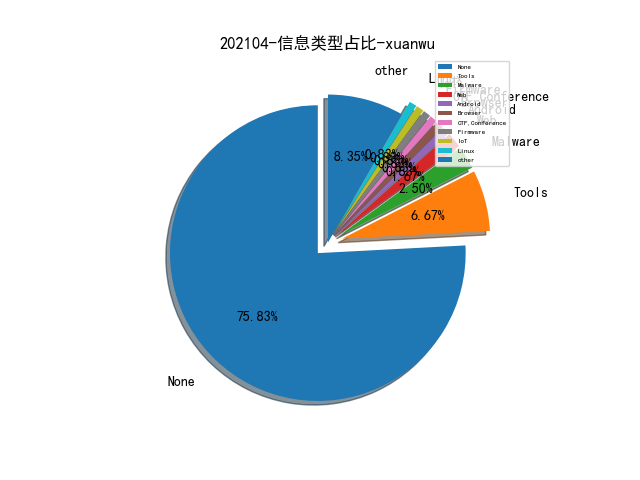 202104-信息类型占比-xuanwu
other
None
Tools
Malware
Web
Android
Browser
CTF,Conference
Firmware
IoT
Linux
other
Conference
Malware
Tools
8.35%
2.50%
6.67%
75.83%
None